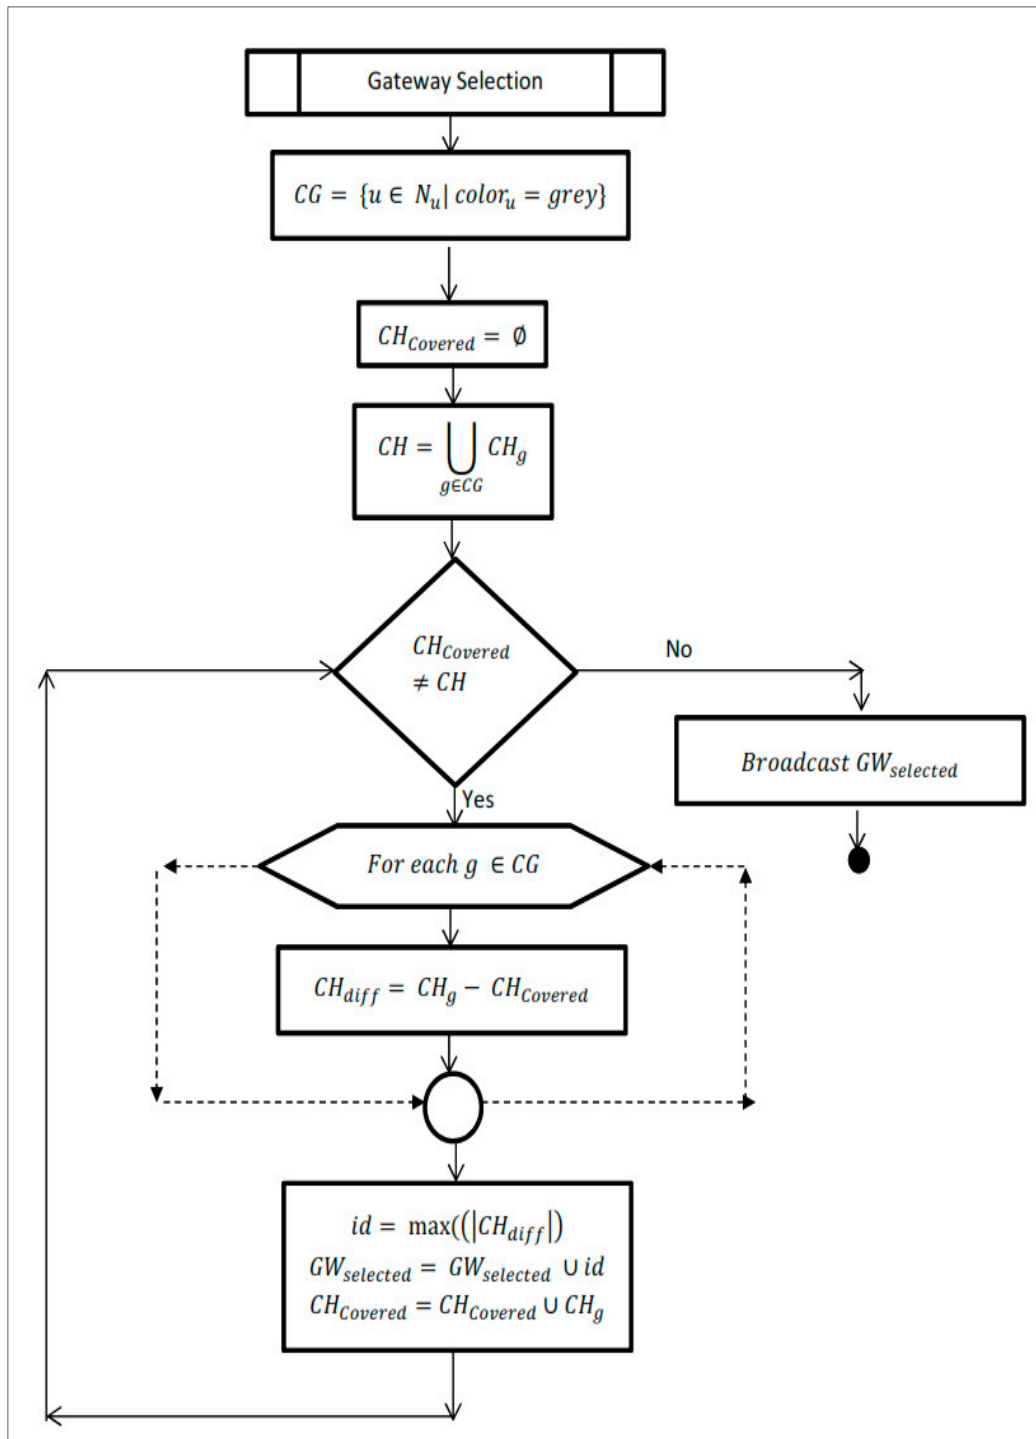 Gateway Selection
CG = {u ∈ N_u| color_u = grey}
CH_Covered = ∅
CH = ⋃ CH_g
g∈CG
CH_Covered
≠ CH
No
Broadcast GW_selected
Yes
For each g ∈ CG
CH_diff = CH_g − CH_Covered
id = max((|CH_diff|)
GW_selected = GW_selected ∪ id
CH_Covered = CH_Covered ∪ CH_g